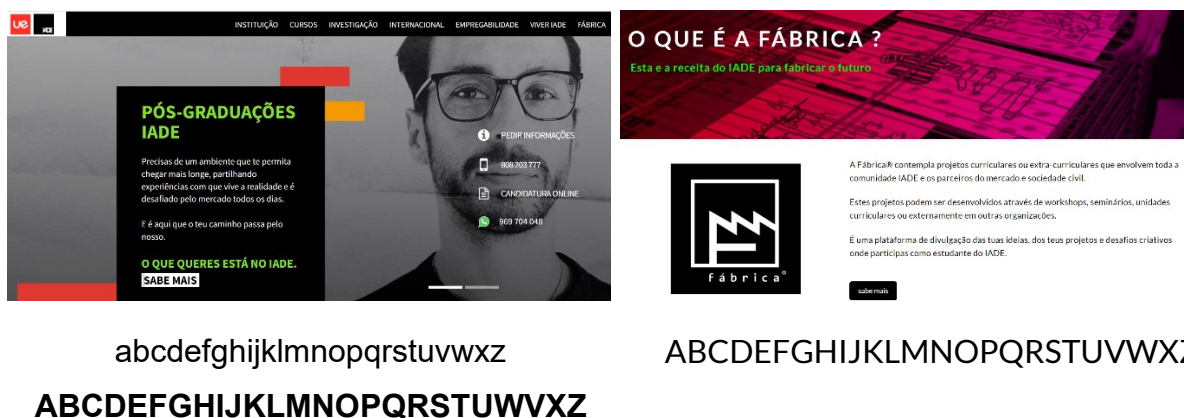 ue IADE
INSTITUIÇÃO CURSOS INVESTIGAÇÃO INTERNACIONAL EMPREGABILIDADE VIVER IADE FÁBRICA
PÓS-GRADUAÇÕES
IADE
Precisas de um ambiente que te permita
chegar mais longe, partilhando
experiências com que vive a realidade e é
desafiado pelo mercado todos os dias.
E é aqui que o teu caminho passa pelo
nosso.
O QUE QUERES ESTÁ NO IADE.
SABE MAIS
PEDIR INFORMAÇÕES
808 203 777
CANDIDATURA ONLINE
969 704 048
abcdefghijklmnopqrstuvwxz
ABCDEFGHIJKLMNOPQRSTUWVXZ
O QUE É A FÁBRICA ?
Esta e a receita do IADE para fabricar o futuro
Fábrica®
A Fábrica® contempla projetos curriculares ou extra-curriculares que envolvem toda a
comunidade IADE e os parceiros do mercado e sociedade civil.
Estes projetos podem ser desenvolvidos através de workshops, seminários, unidades
curriculares ou externamente em outras organizações.
É uma plataforma de divulgação das tuas ideias, dos teus projetos e desafios criativos
onde participas como estudante do IADE.
sabe mais
ABCDEFGHIJKLMNOPQRSTUVWXZ